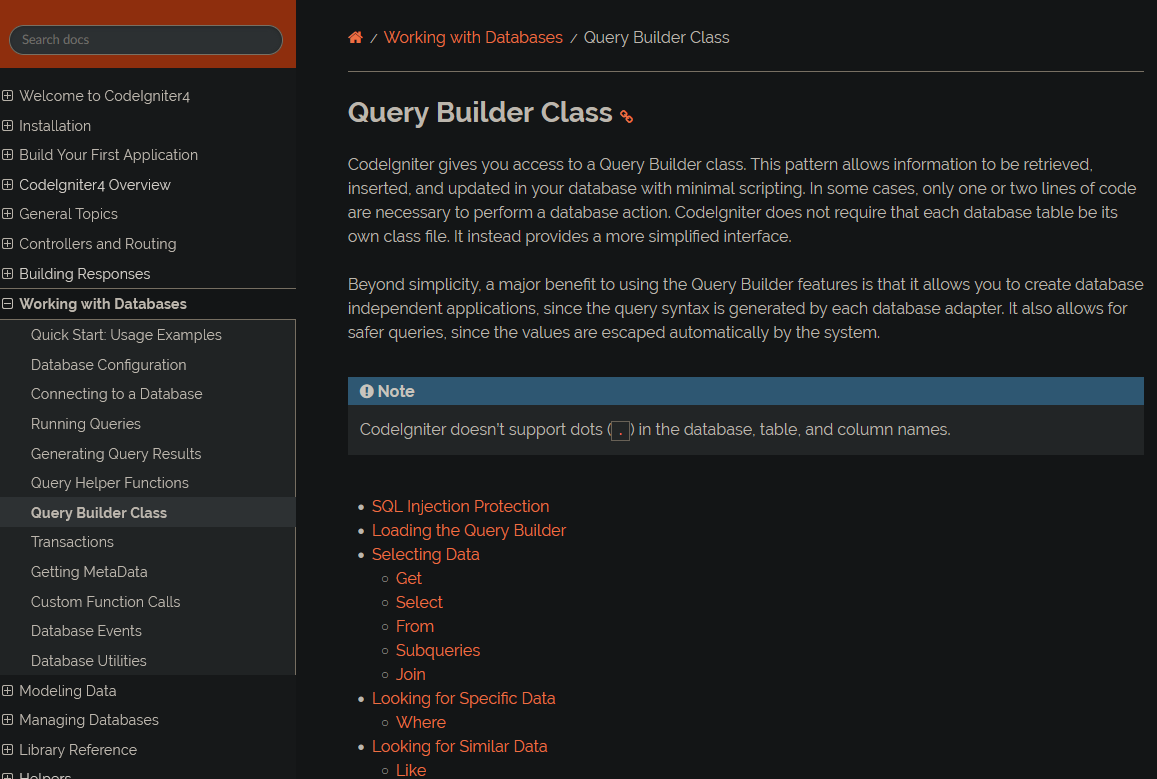 Search docs
Welcome to CodeIgniter4
Installation
Build Your First Application
CodeIgniter4 Overview
General Topics
Controllers and Routing
Building Responses
Working with Databases
Quick Start: Usage Examples
Database Configuration
Connecting to a Database
Running Queries
Generating Query Results
Query Helper Functions
Query Builder Class
Transactions
Getting MetaData
Custom Function Calls
Database Events
Database Utilities
Modeling Data
Managing Databases
Library Reference
Helpers
/ Working with Databases / Query Builder Class
Query Builder Class
CodeIgniter gives you access to a Query Builder class. This pattern allows information to be retrieved,
inserted, and updated in your database with minimal scripting. In some cases, only one or two lines of code
are necessary to perform a database action. CodeIgniter does not require that each database table be its
own class file. It instead provides a more simplified interface.
Beyond simplicity, a major benefit to using the Query Builder features is that it allows you to create database
independent applications, since the query syntax is generated by each database adapter. It also allows for
safer queries, since the values are escaped automatically by the system.
Note
CodeIgniter doesn't support dots (.) in the database, table, and column names.
• SQL Injection Protection
• Loading the Query Builder
• Selecting Data
○ Get
○ Select
○ From
○ Subqueries
○ Join
• Looking for Specific Data
○ Where
• Looking for Similar Data
○ Like